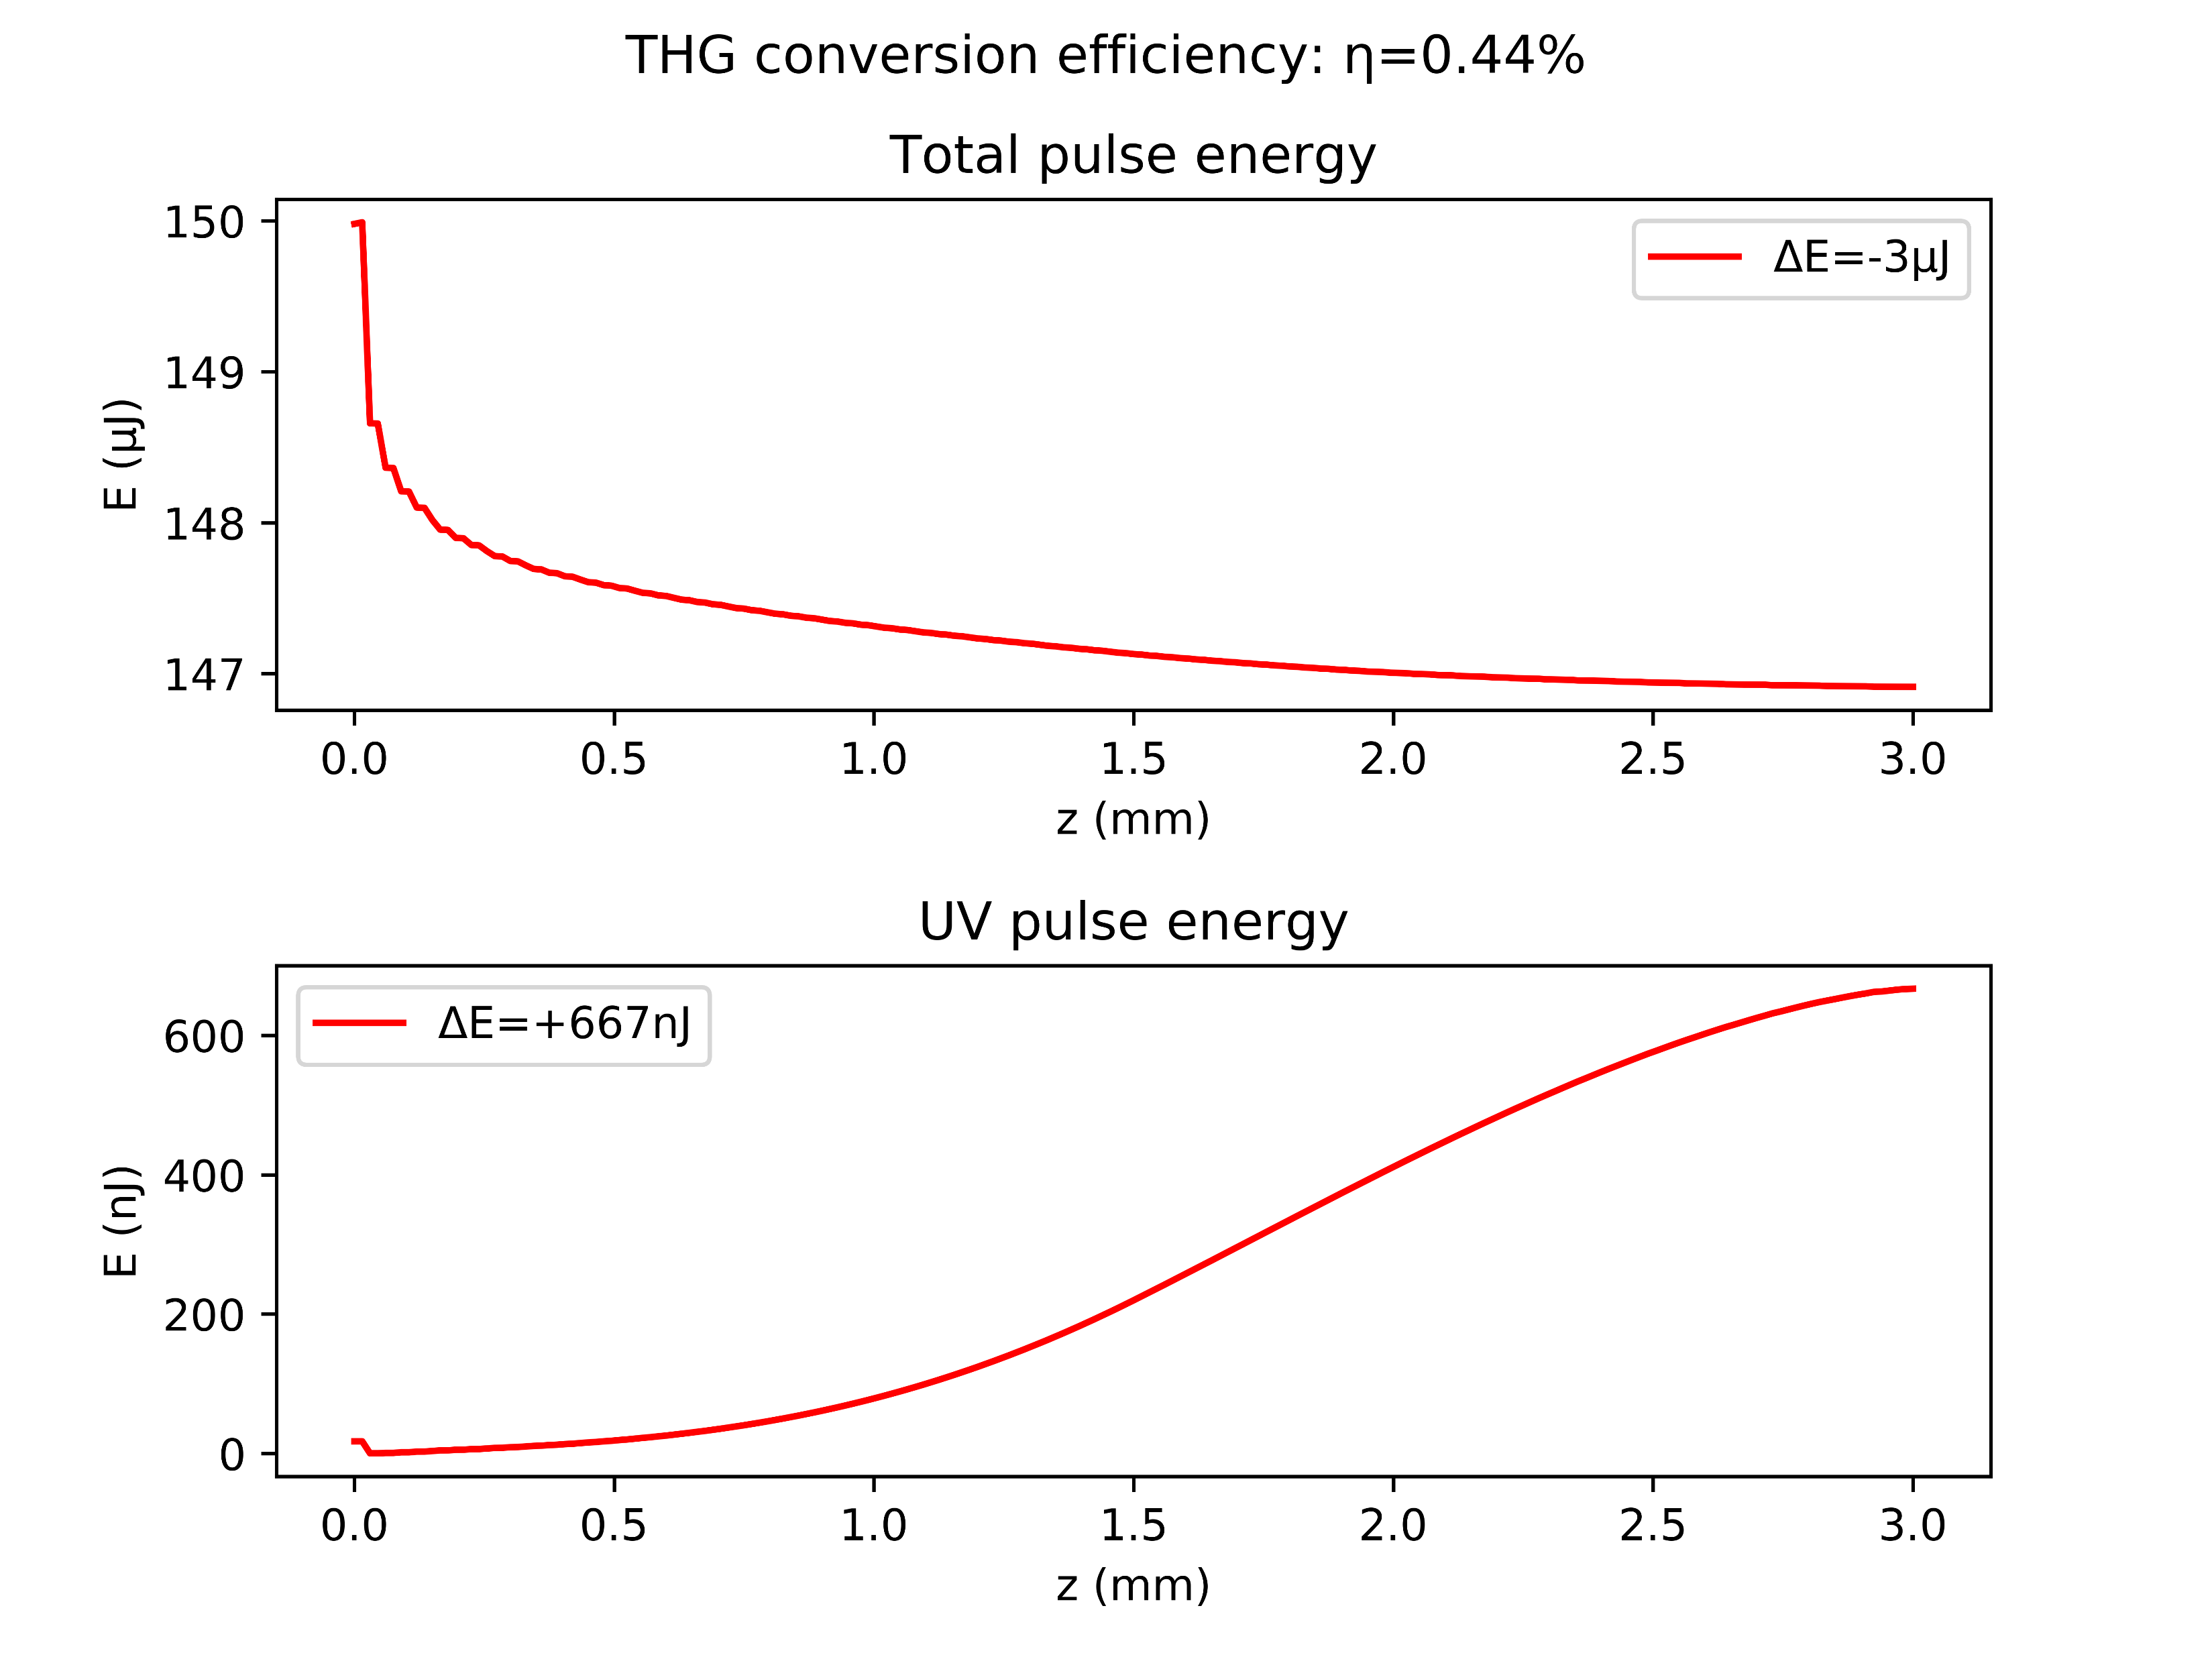 THG conversion efficiency: η=0.44%
Total pulse energy
150
149
148
147
E (μJ)
ΔE=-3μJ
0.0 0.5 1.0 1.5 2.0 2.5 3.0
z (mm)
UV pulse energy
600
400
200
0
E (nJ)
ΔE=+667nJ
0.0 0.5 1.0 1.5 2.0 2.5 3.0
z (mm)